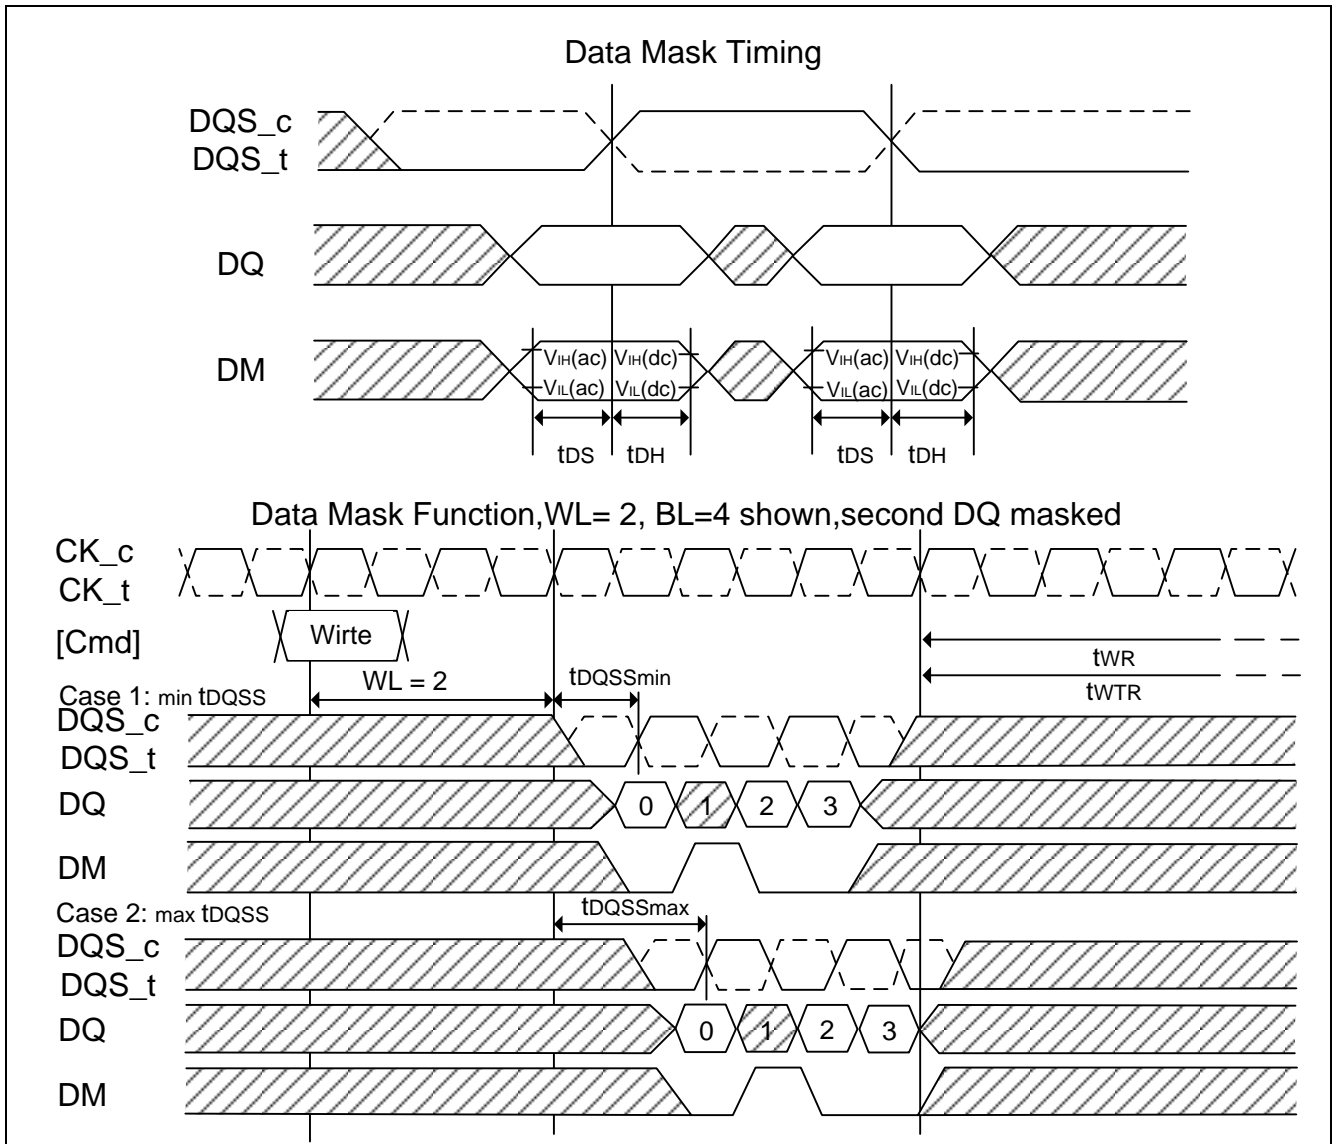 Data Mask Timing
DQS_c
DQS_t
DQ
DM
VIH(ac) VIH(dc) VIH(ac) VIH(dc)
VIL(ac) VIL(dc) VIL(ac) VIL(dc)
tDS tDH tDS tDH
Data Mask Function,WL= 2, BL=4 shown,second DQ masked
CK_c
CK_t
[Cmd] Wirte
tWR
WL = 2 tDQSSmin
tWTR
Case 1: min tDQSS
DQS_c
DQS_t
DQ 0 1 2 3
DM
Case 2: max tDQSS tDQSSmax
DQS_c
DQS_t
DQ 0 1 2 3
DM